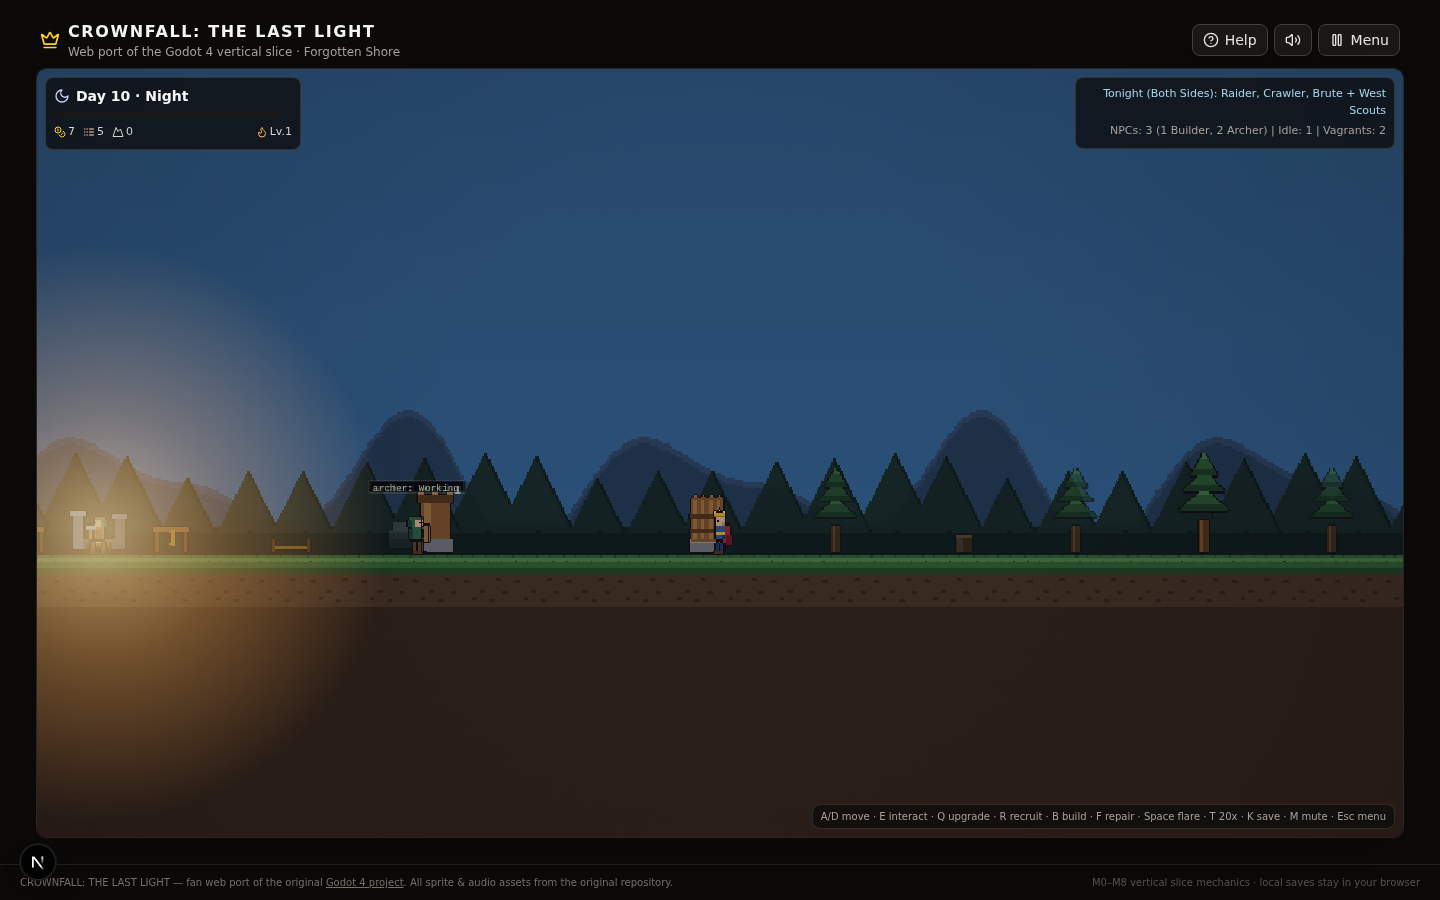 CROWNFALL: THE LAST LIGHT
Web port of the Godot 4 vertical slice · Forgotten Shore
Help
Menu
Day 10 · Night
7 5 0 Lv.1
Tonight (Both Sides): Raider, Crawler, Brute + West
Scouts
NPCs: 3 (1 Builder, 2 Archer) | Idle: 1 | Vagrants: 2
archer: Working
A/D move · E interact · Q upgrade · R recruit · B build · F repair · Space flare · T 20x · K save · M mute · Esc menu
N
CROWNFALL: THE LAST LIGHT — fan web port of the original Godot 4 project. All sprite & audio assets from the original repository.
M0–M8 vertical slice mechanics · local saves stay in your browser